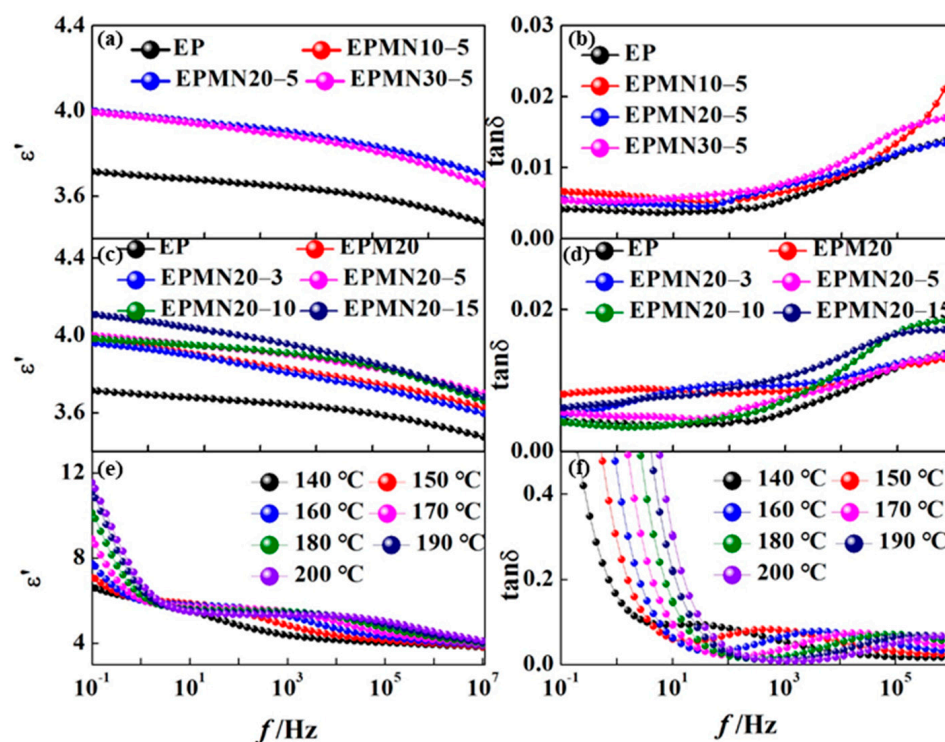 4.4 (a) EP EPMN10–5
EPMN20–5 EPMN30–5
4.0
ε'
3.6
0.03 (b) EP
EPMN10–5
0.02 EPMN20–5
EPMN30–5
tanδ
0.01
0.00
(c) EP EPM20
4.4 EPMN20–3 EPMN20–5
EPMN20–10 EPMN20–15
4.0
ε'
3.6
(d) EP EPM20
EPMN20–3 EPMN20–5
0.02 EPMN20–10 EPMN20–15
tanδ
0.00
12 (e) 140 °C 150 °C
160 °C 170 °C
8 180 °C 190 °C
200 °C
ε'
4
10⁻¹ 10¹ 10³ 10⁵ 10⁷
f /Hz
(f) 140 °C 150 °C
0.4 160 °C 170 °C
180 °C 190 °C
200 °C
tanδ
0.2
0.0
10⁻¹ 10¹ 10³ 10⁵
f /Hz